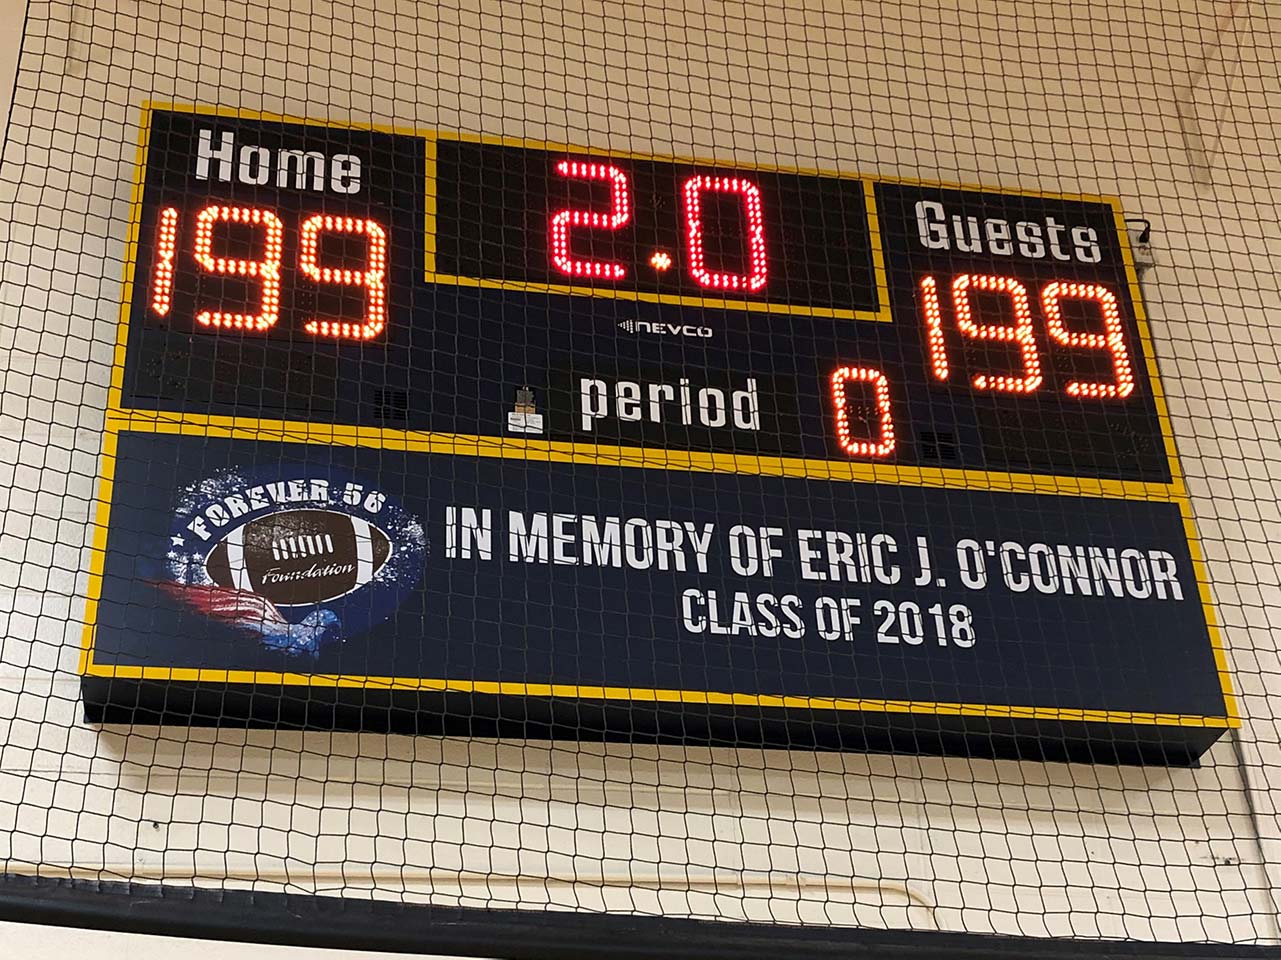 Home
2.0
Guests
199
199
NEVCO
period 0
FOREVER 56
Foundation
IN MEMORY OF ERIC J. O'CONNOR
CLASS OF 2018